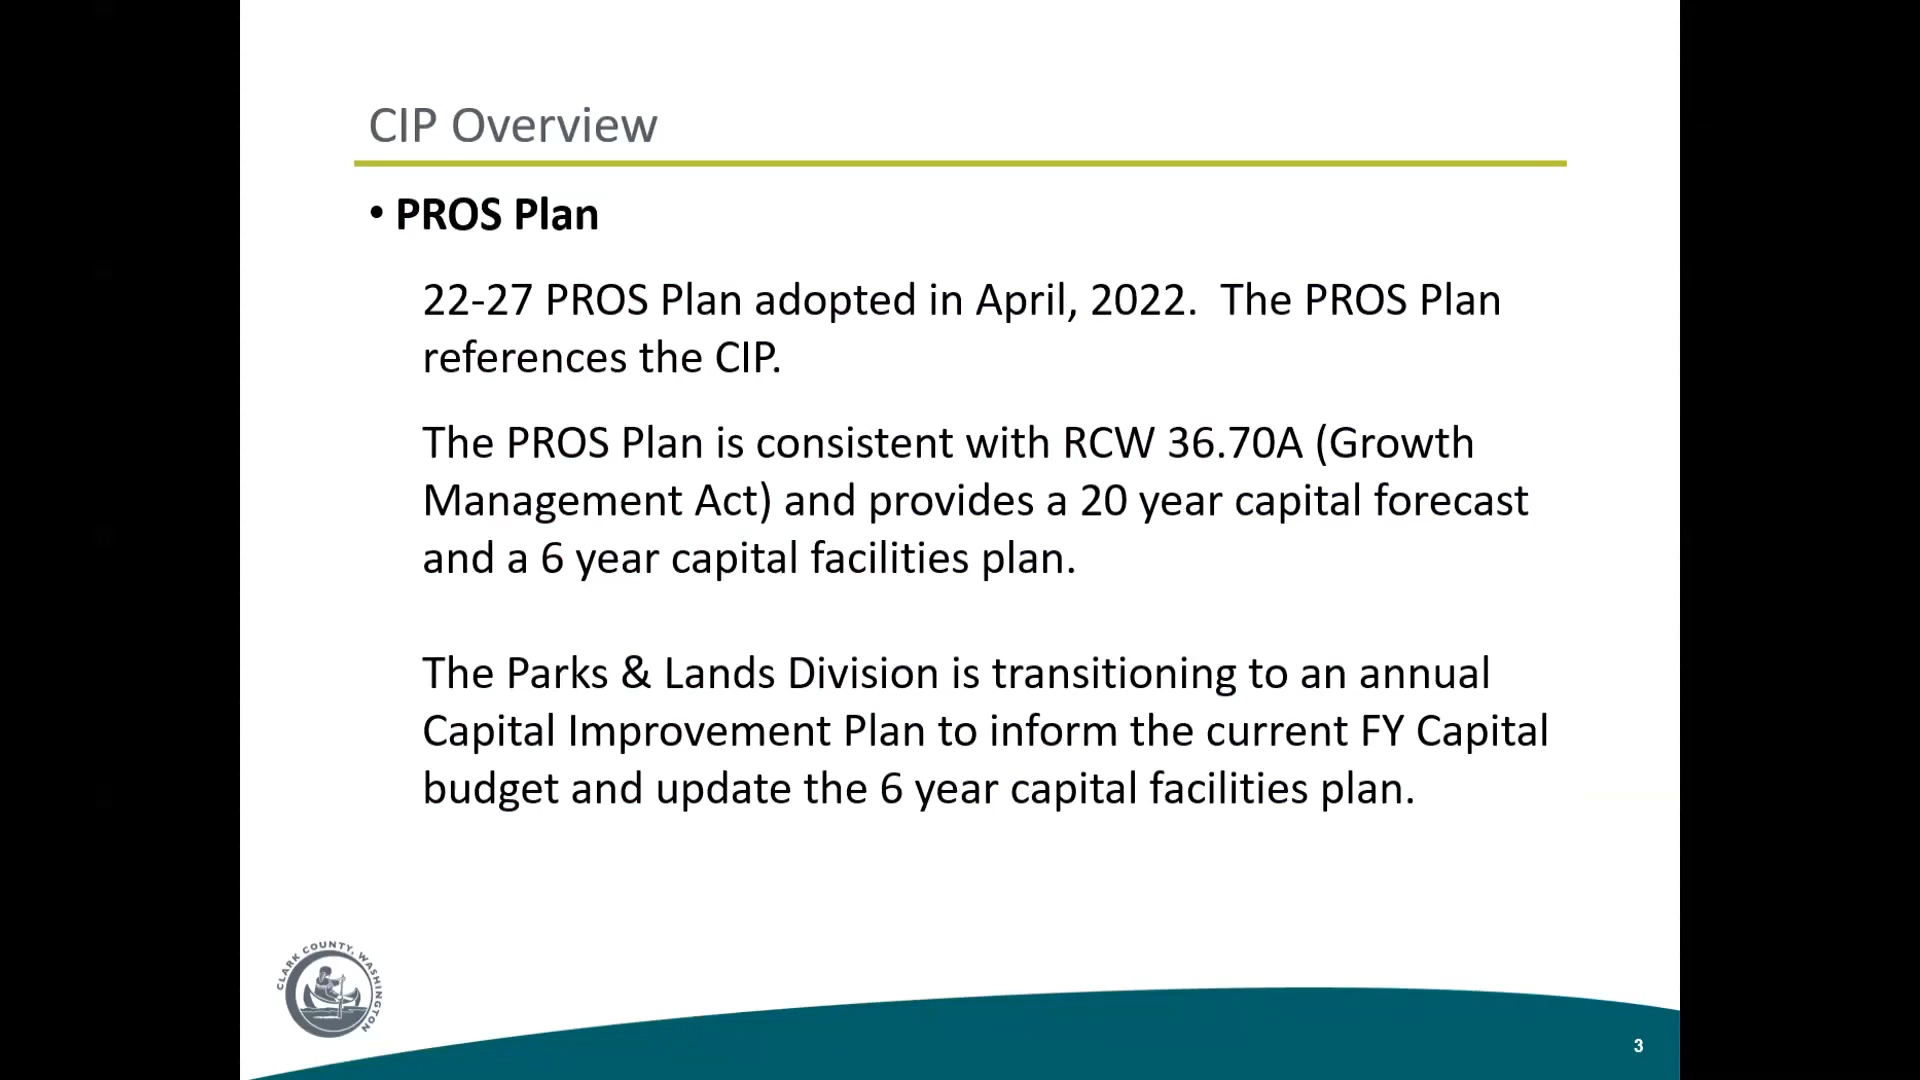 CIP Overview
• PROS Plan
22-27 PROS Plan adopted in April, 2022.  The PROS Plan
references the CIP.
The PROS Plan is consistent with RCW 36.70A (Growth
Management Act) and provides a 20 year capital forecast
and a 6 year capital facilities plan.
The Parks & Lands Division is transitioning to an annual
Capital Improvement Plan to inform the current FY Capital
budget and update the 6 year capital facilities plan.
CLARK COUNTY, WASHINGTON
3